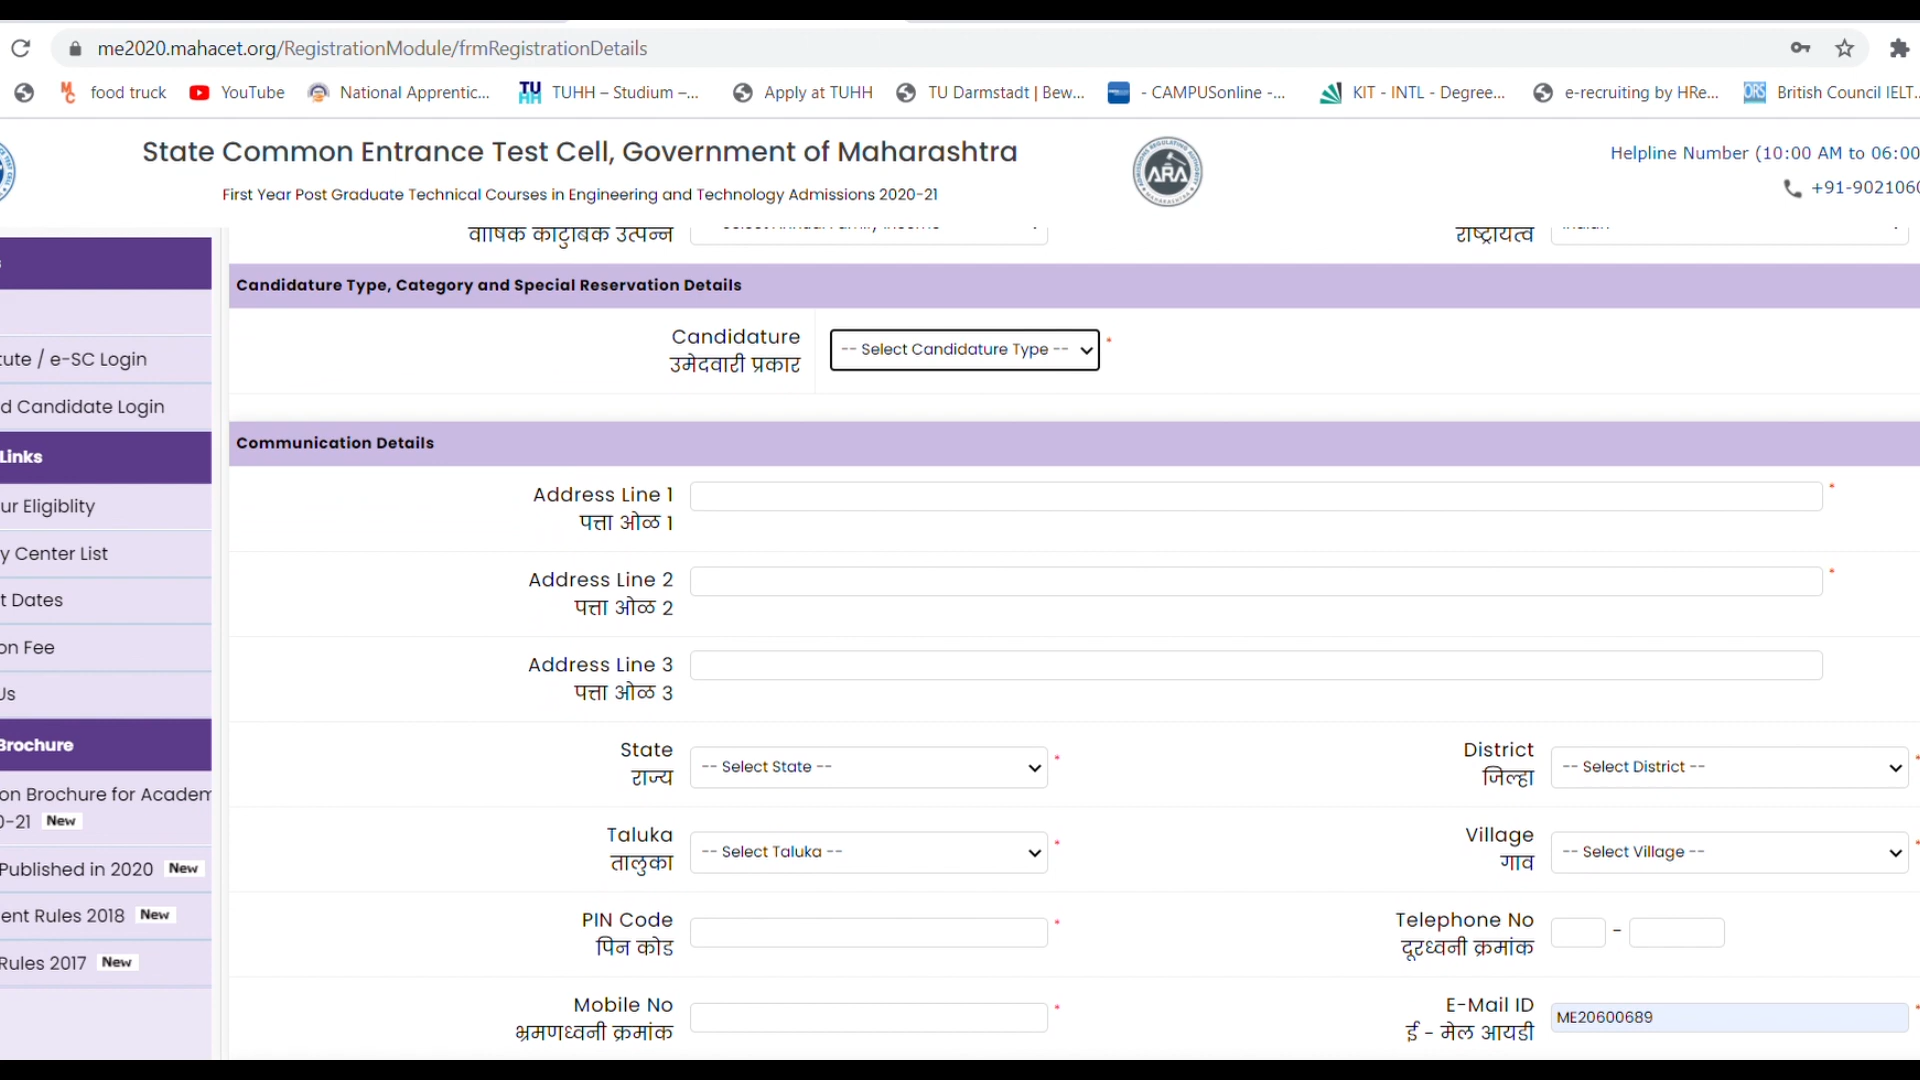 me2020.mahacet.org/RegistrationModule/frmRegistrationDetails
food truck YouTube National Apprentic... TUHH – Studium –... Apply at TUHH TU Darmstadt | Bew... - CAMPUSonline -... KIT - INTL - Degree... e-recruiting by HRe... British Council IELT...
State Common Entrance Test Cell, Government of Maharashtra
First Year Post Graduate Technical Courses in Engineering and Technology Admissions 2020-21
ARA
Helpline Number (10:00 AM to 06:00
+91-902106
वार्षिक कौटुंबिक उत्पन्न
राष्ट्रीयत्व
Candidature Type, Category and Special Reservation Details
Candidature
उमेदवारी प्रकार
-- Select Candidature Type -- *
Communication Details
Address Line 1 *
पत्ता ओळ 1
Address Line 2 *
पत्ता ओळ 2
Address Line 3
पत्ता ओळ 3
State
राज्य
-- Select State -- *
District
जिल्हा
-- Select District -- *
Taluka
तालुका
-- Select Taluka -- *
Village
गाव
-- Select Village -- *
PIN Code *
पिन कोड
Telephone No -
दूरध्वनी क्रमांक
Mobile No *
भ्रमणध्वनी क्रमांक
E-Mail ID
ई - मेल आयडी
ME20600689 *
tute / e-SC Login
d Candidate Login
Links
ur Eligiblity
y Center List
t Dates
on Fee
Us
Brochure
on Brochure for Academ
0-21 New
Published in 2020 New
ent Rules 2018 New
Rules 2017 New